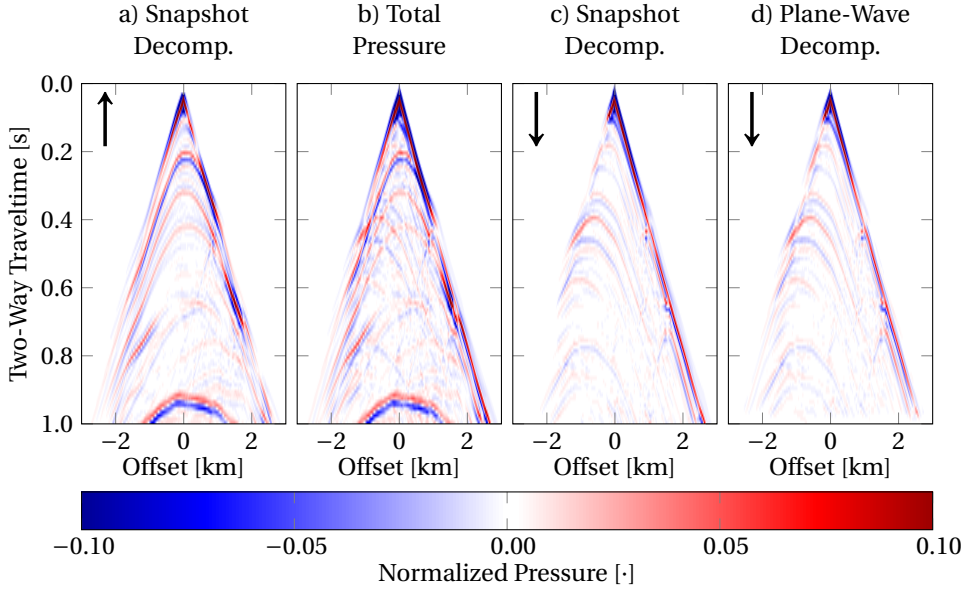 a) Snapshot Decomp.
b) Total Pressure
c) Snapshot Decomp.
d) Plane-Wave Decomp.
Two-Way Traveltime [s]
0.0
0.2
0.4
0.6
0.8
1.0
−2 0 2
−2 0 2
−2 0 2
−2 0 2
Offset [km]
Offset [km]
Offset [km]
Offset [km]
−0.10 −0.05 0.00 0.05 0.10
Normalized Pressure [·]